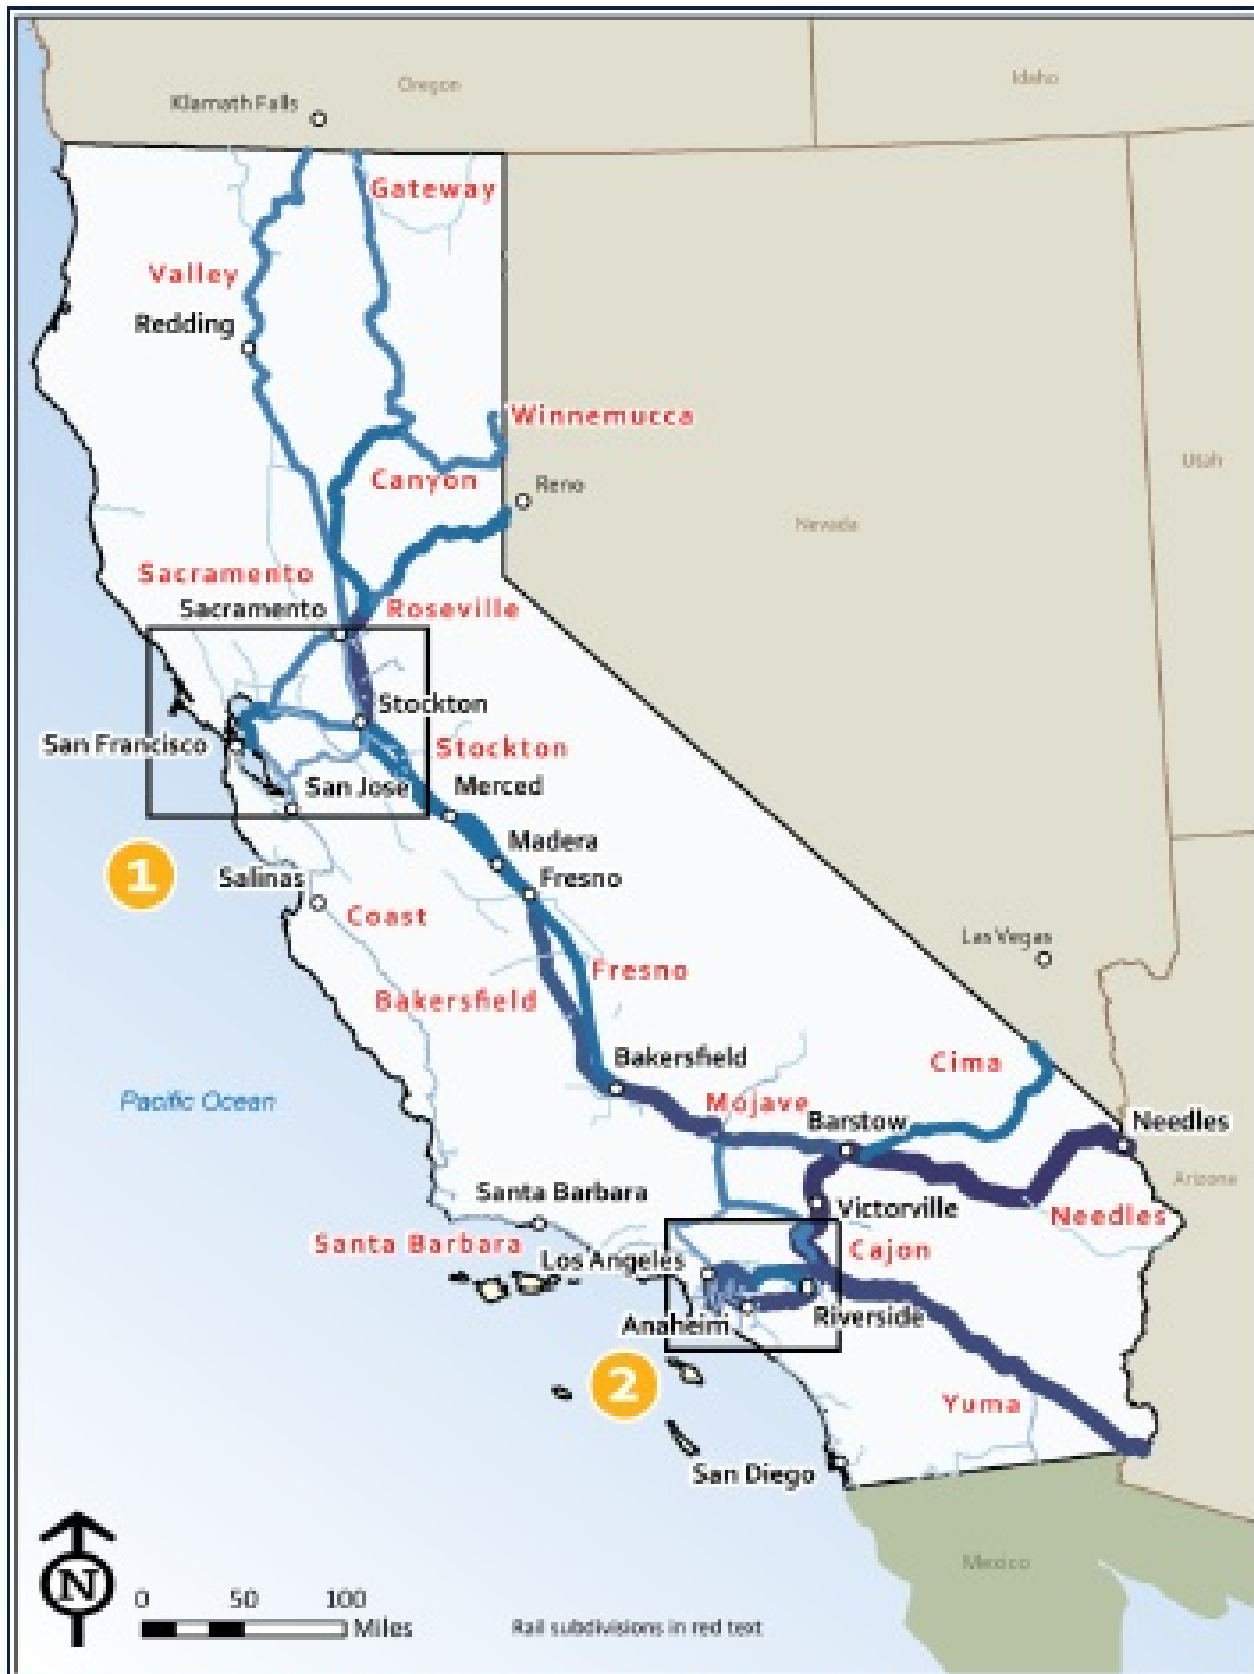 Oregon
Idaho
Klamath Falls
Gateway
Valley
Redding
Winnemucca
Utah
Canyon
Reno
Nevada
Sacramento
Sacramento
Roseville
Stockton
San Francisco
Stockton
San Jose
Merced
Madera
1
Salinas
Fresno
Coast
Las Vegas
Fresno
Bakersfield
Bakersfield
Cima
Pacific Ocean
Mojave
Barstow
Needles
Arizona
Santa Barbara
Victorville
Needles
Santa Barbara
Los Angeles
Cajon
Anaheim
Riverside
2
Yuma
San Diego
Mexico
N
0 50 100
Miles
Rail subdivisions in red text